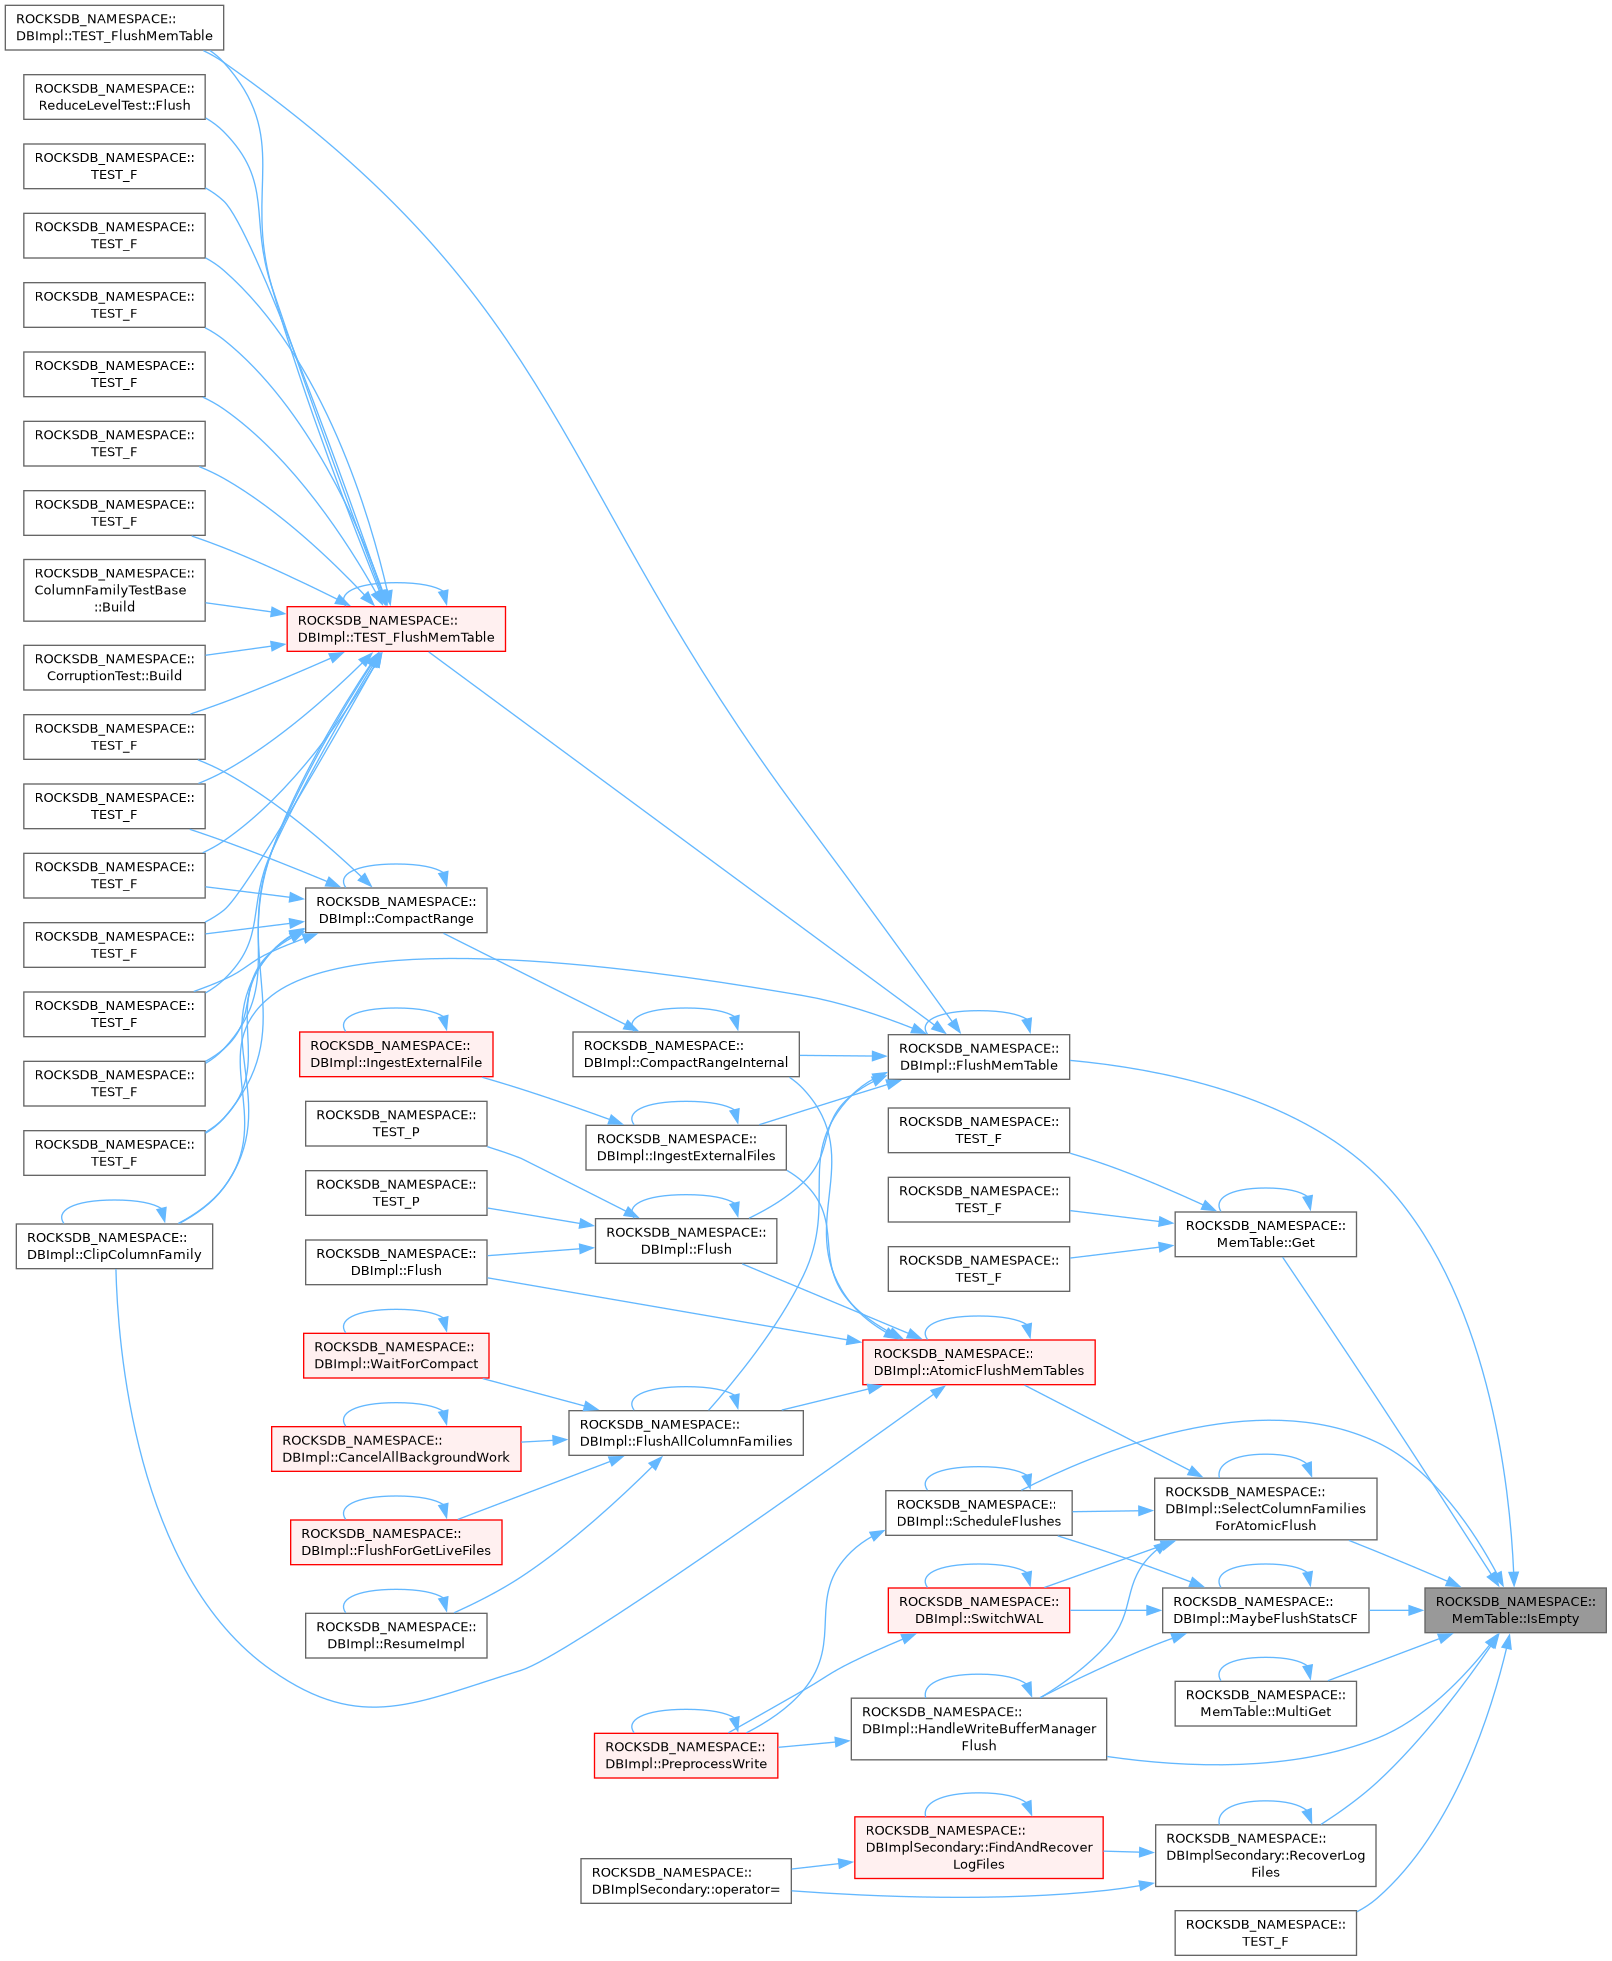 ROCKSDB_NAMESPACE::
DBImpl::TEST_FlushMemTable
ROCKSDB_NAMESPACE::
ReduceLevelTest::Flush
ROCKSDB_NAMESPACE::
TEST_F
ROCKSDB_NAMESPACE::
TEST_F
ROCKSDB_NAMESPACE::
TEST_F
ROCKSDB_NAMESPACE::
TEST_F
ROCKSDB_NAMESPACE::
TEST_F
ROCKSDB_NAMESPACE::
TEST_F
ROCKSDB_NAMESPACE::
ColumnFamilyTestBase
::Build
ROCKSDB_NAMESPACE::
CorruptionTest::Build
ROCKSDB_NAMESPACE::
TEST_F
ROCKSDB_NAMESPACE::
TEST_F
ROCKSDB_NAMESPACE::
TEST_F
ROCKSDB_NAMESPACE::
TEST_F
ROCKSDB_NAMESPACE::
TEST_F
ROCKSDB_NAMESPACE::
TEST_F
ROCKSDB_NAMESPACE::
TEST_F
ROCKSDB_NAMESPACE::
DBImpl::ClipColumnFamily
ROCKSDB_NAMESPACE::
DBImpl::TEST_FlushMemTable
ROCKSDB_NAMESPACE::
DBImpl::CompactRange
ROCKSDB_NAMESPACE::
DBImpl::IngestExternalFile
ROCKSDB_NAMESPACE::
TEST_P
ROCKSDB_NAMESPACE::
TEST_P
ROCKSDB_NAMESPACE::
DBImpl::Flush
ROCKSDB_NAMESPACE::
DBImpl::WaitForCompact
ROCKSDB_NAMESPACE::
DBImpl::CancelAllBackgroundWork
ROCKSDB_NAMESPACE::
DBImpl::FlushForGetLiveFiles
ROCKSDB_NAMESPACE::
DBImpl::ResumeImpl
ROCKSDB_NAMESPACE::
DBImpl::CompactRangeInternal
ROCKSDB_NAMESPACE::
DBImpl::IngestExternalFiles
ROCKSDB_NAMESPACE::
DBImpl::Flush
ROCKSDB_NAMESPACE::
DBImpl::FlushAllColumnFamilies
ROCKSDB_NAMESPACE::
DBImpl::PreprocessWrite
ROCKSDB_NAMESPACE::
DBImplSecondary::operator=
ROCKSDB_NAMESPACE::
DBImpl::FlushMemTable
ROCKSDB_NAMESPACE::
TEST_F
ROCKSDB_NAMESPACE::
TEST_F
ROCKSDB_NAMESPACE::
TEST_F
ROCKSDB_NAMESPACE::
DBImpl::AtomicFlushMemTables
ROCKSDB_NAMESPACE::
DBImpl::ScheduleFlushes
ROCKSDB_NAMESPACE::
DBImpl::SwitchWAL
ROCKSDB_NAMESPACE::
DBImpl::HandleWriteBufferManager
Flush
ROCKSDB_NAMESPACE::
DBImplSecondary::FindAndRecover
LogFiles
ROCKSDB_NAMESPACE::
MemTable::Get
ROCKSDB_NAMESPACE::
DBImpl::SelectColumnFamilies
ForAtomicFlush
ROCKSDB_NAMESPACE::
DBImpl::MaybeFlushStatsCF
ROCKSDB_NAMESPACE::
MemTable::MultiGet
ROCKSDB_NAMESPACE::
DBImplSecondary::RecoverLog
Files
ROCKSDB_NAMESPACE::
TEST_F
ROCKSDB_NAMESPACE::
MemTable::IsEmpty